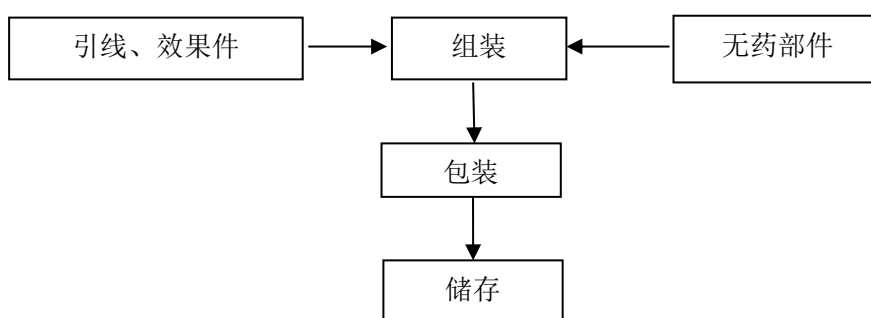 引线、效果件
组装
无药部件
包装
储存